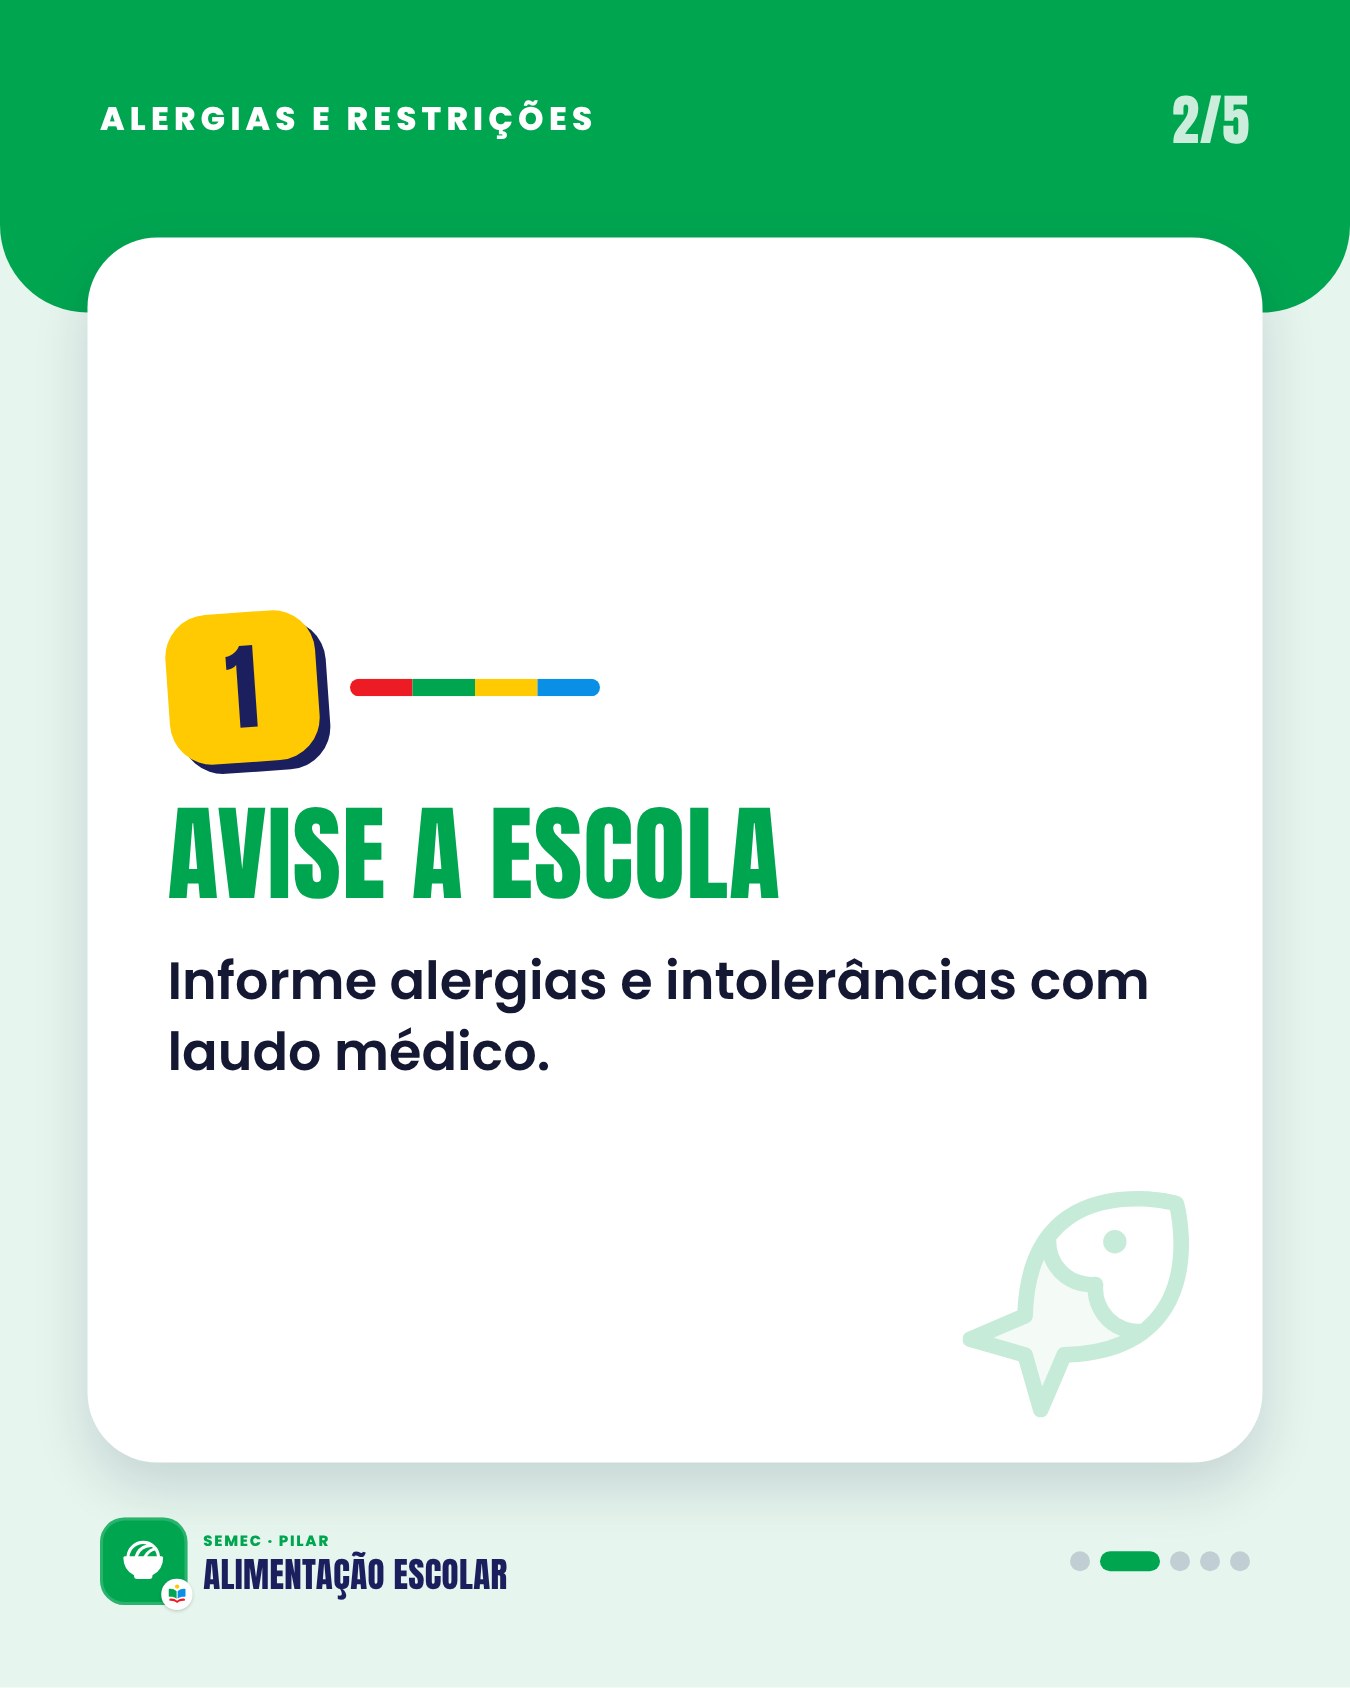 ALERGIAS E RESTRIÇÕES
2/5
1
AVISE A ESCOLA
Informe alergias e intolerâncias com
laudo médico.
SEMEC · PILAR
ALIMENTAÇÃO ESCOLAR